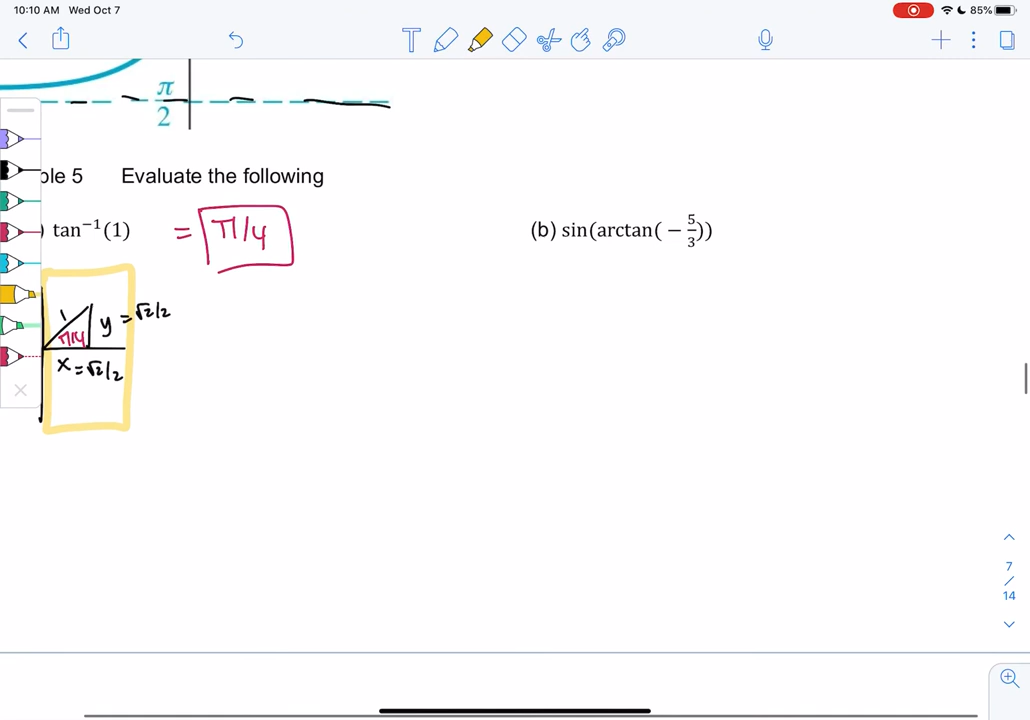 10:10 AM Wed Oct 7
85%
π/2
ple 5 Evaluate the following
) tan⁻¹(1) = π/4
(b) sin(arctan(− 5/3))
1
y = √2/2
π/4
x = √2/2
7
/
14